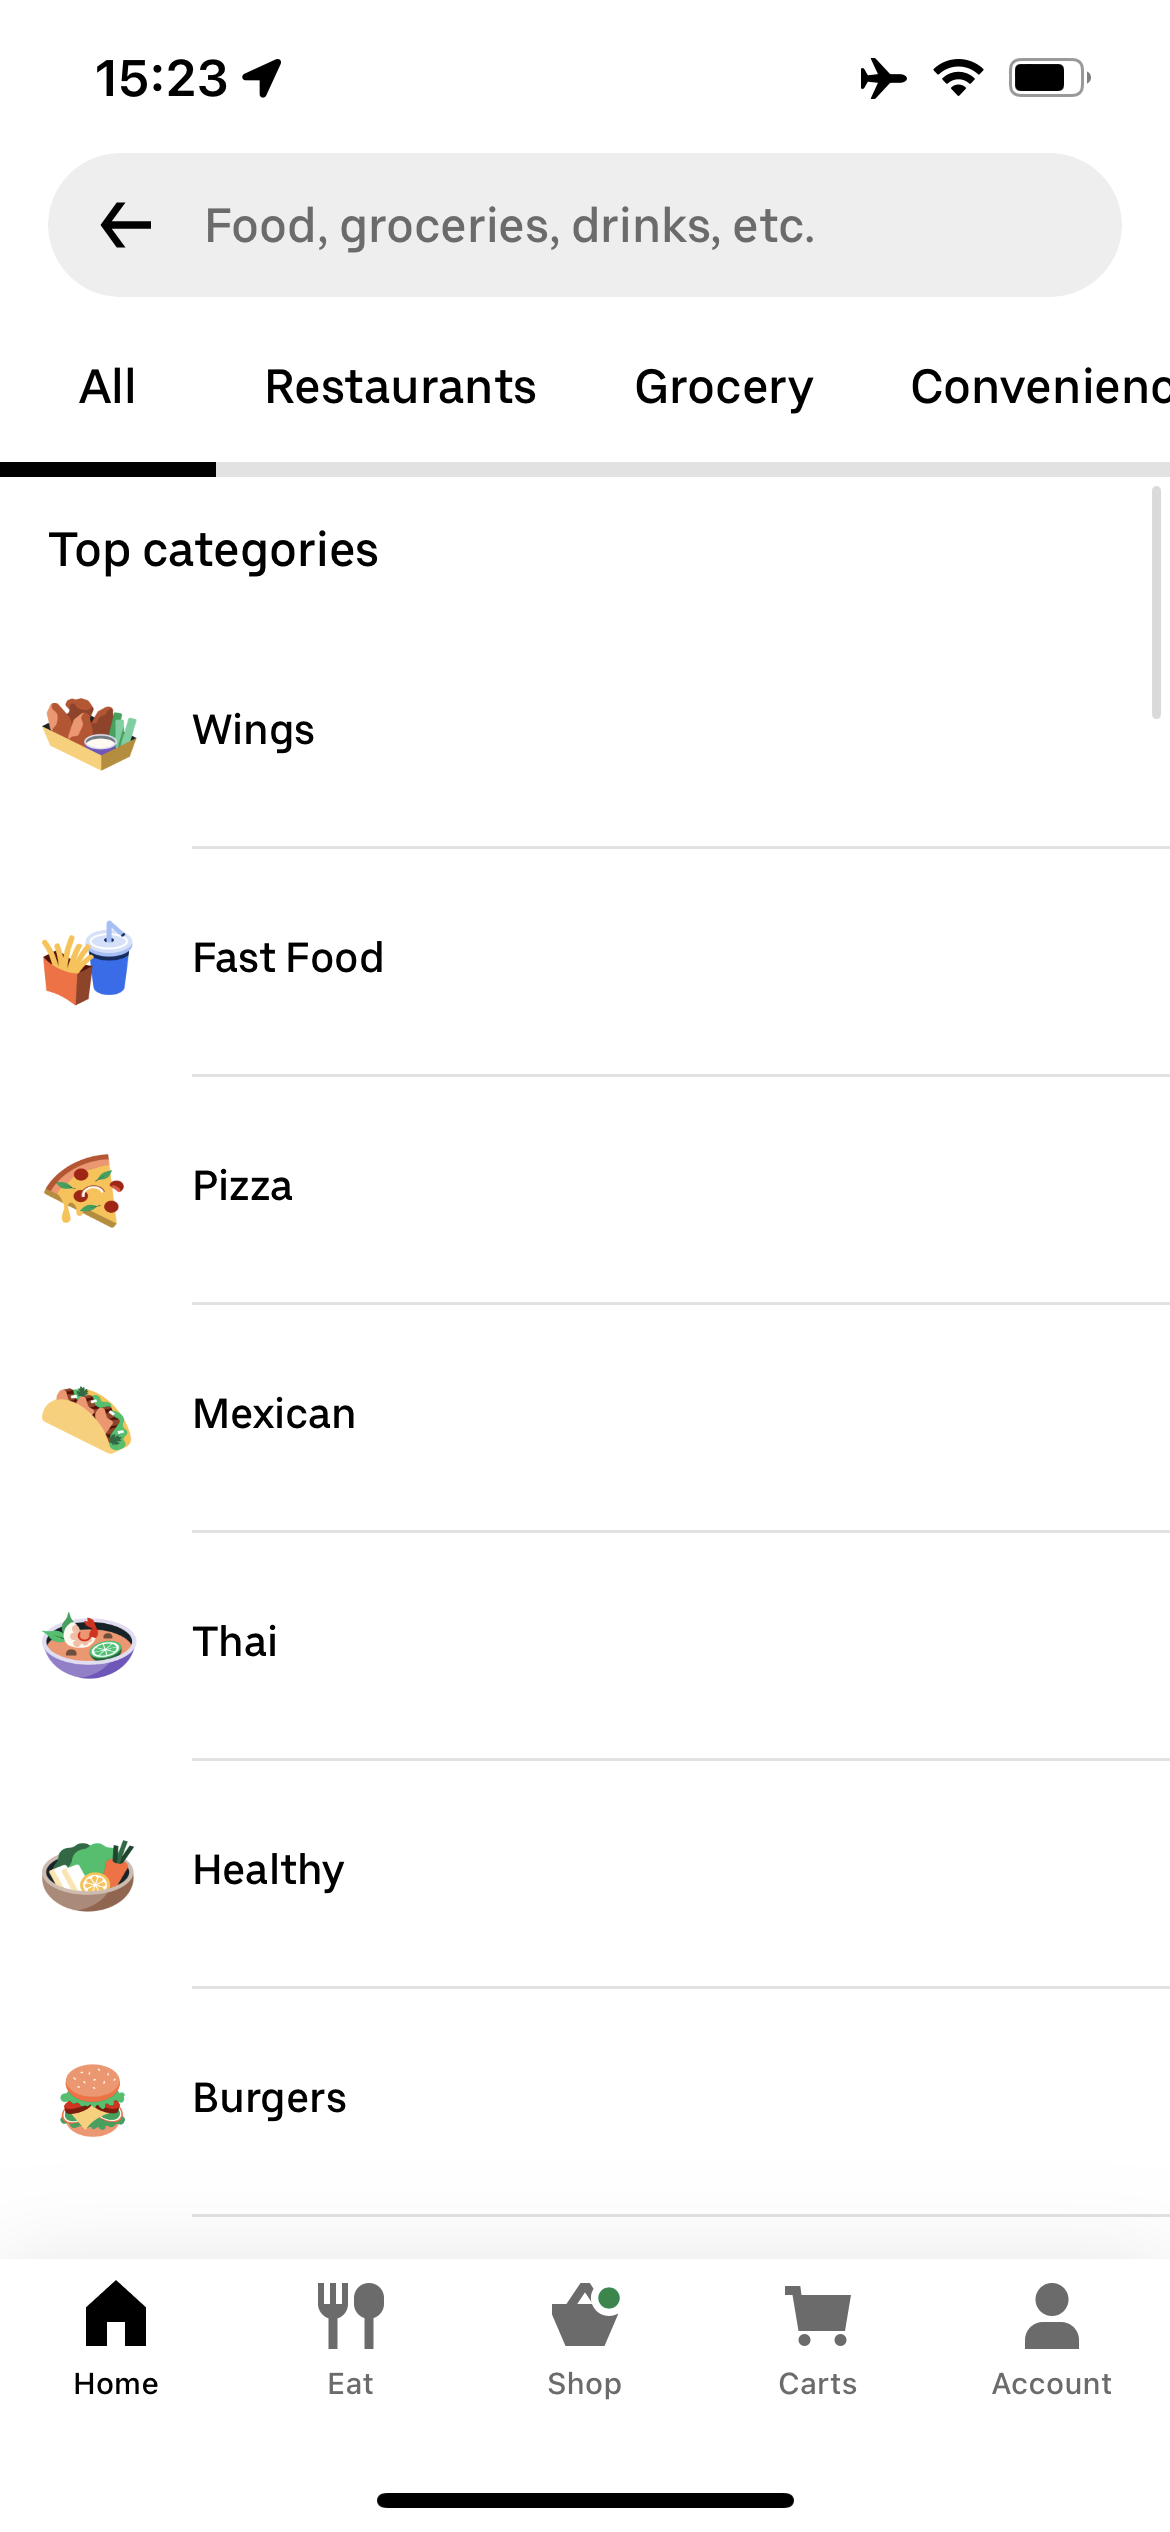 15:23
Food, groceries, drinks, etc.
All Restaurants Grocery Convenienc
Top categories
Wings
Fast Food
Pizza
Mexican
Thai
Healthy
Burgers
Home Eat Shop Carts Account